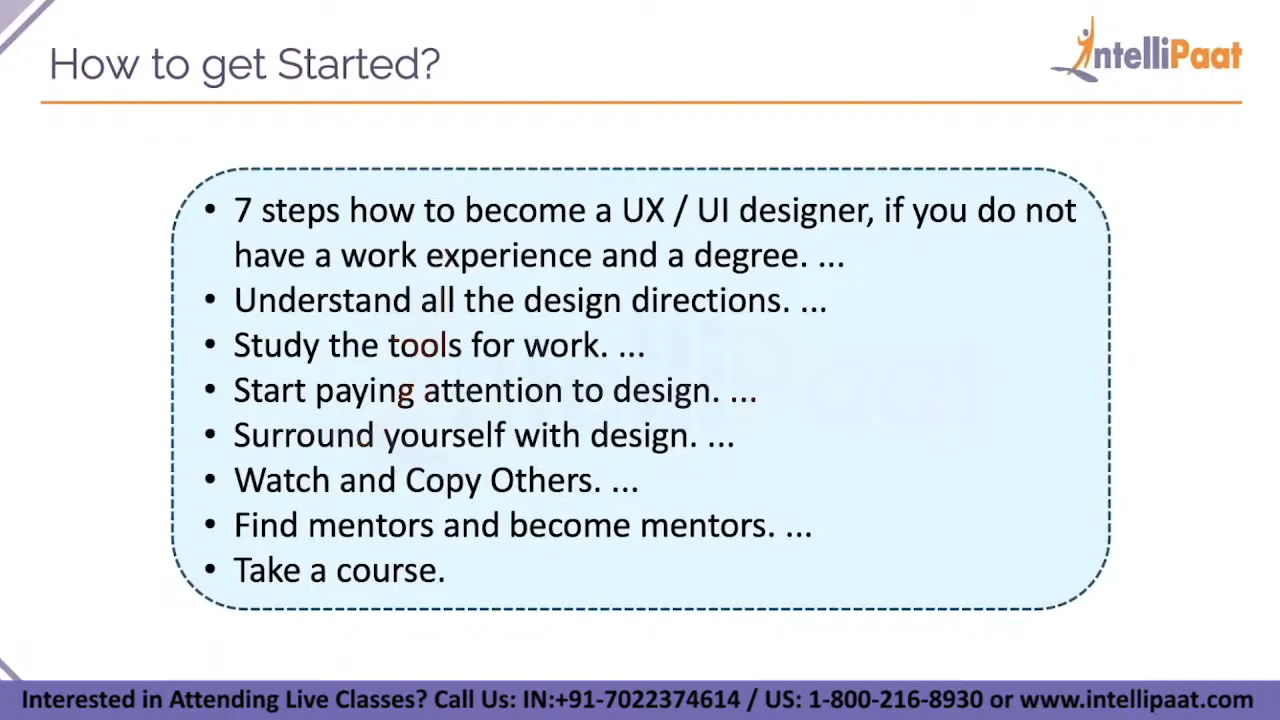 How to get Started?
IntelliPaat
• 7 steps how to become a UX / UI designer, if you do not
have a work experience and a degree. ...
• Understand all the design directions. ...
• Study the tools for work. ...
• Start paying attention to design. ...
• Surround yourself with design. ...
• Watch and Copy Others. ...
• Find mentors and become mentors. ...
• Take a course.
Interested in Attending Live Classes? Call Us: IN:+91-7022374614 / US: 1-800-216-8930 or www.intellipaat.com